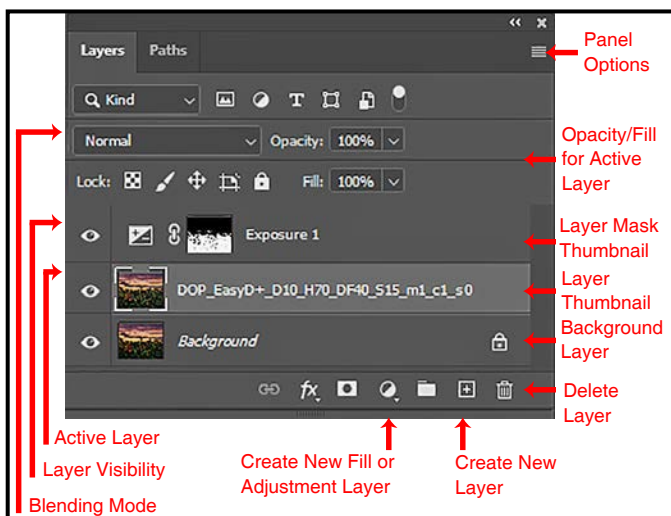 Layers Paths
Panel
Options
Kind
T
Normal Opacity: 100%
Opacity/Fill
for Active
Layer
Lock: Fill: 100%
Exposure 1
Layer Mask
Thumbnail
DOP_EasyD+_D10_H70_DF40_S15_m1_c1_s0
Layer
Thumbnail
Background
Background
Layer
fx
Delete
Layer
Active Layer
Layer Visibility
Blending Mode
Create New Fill or
Adjustment Layer
Create New
Layer